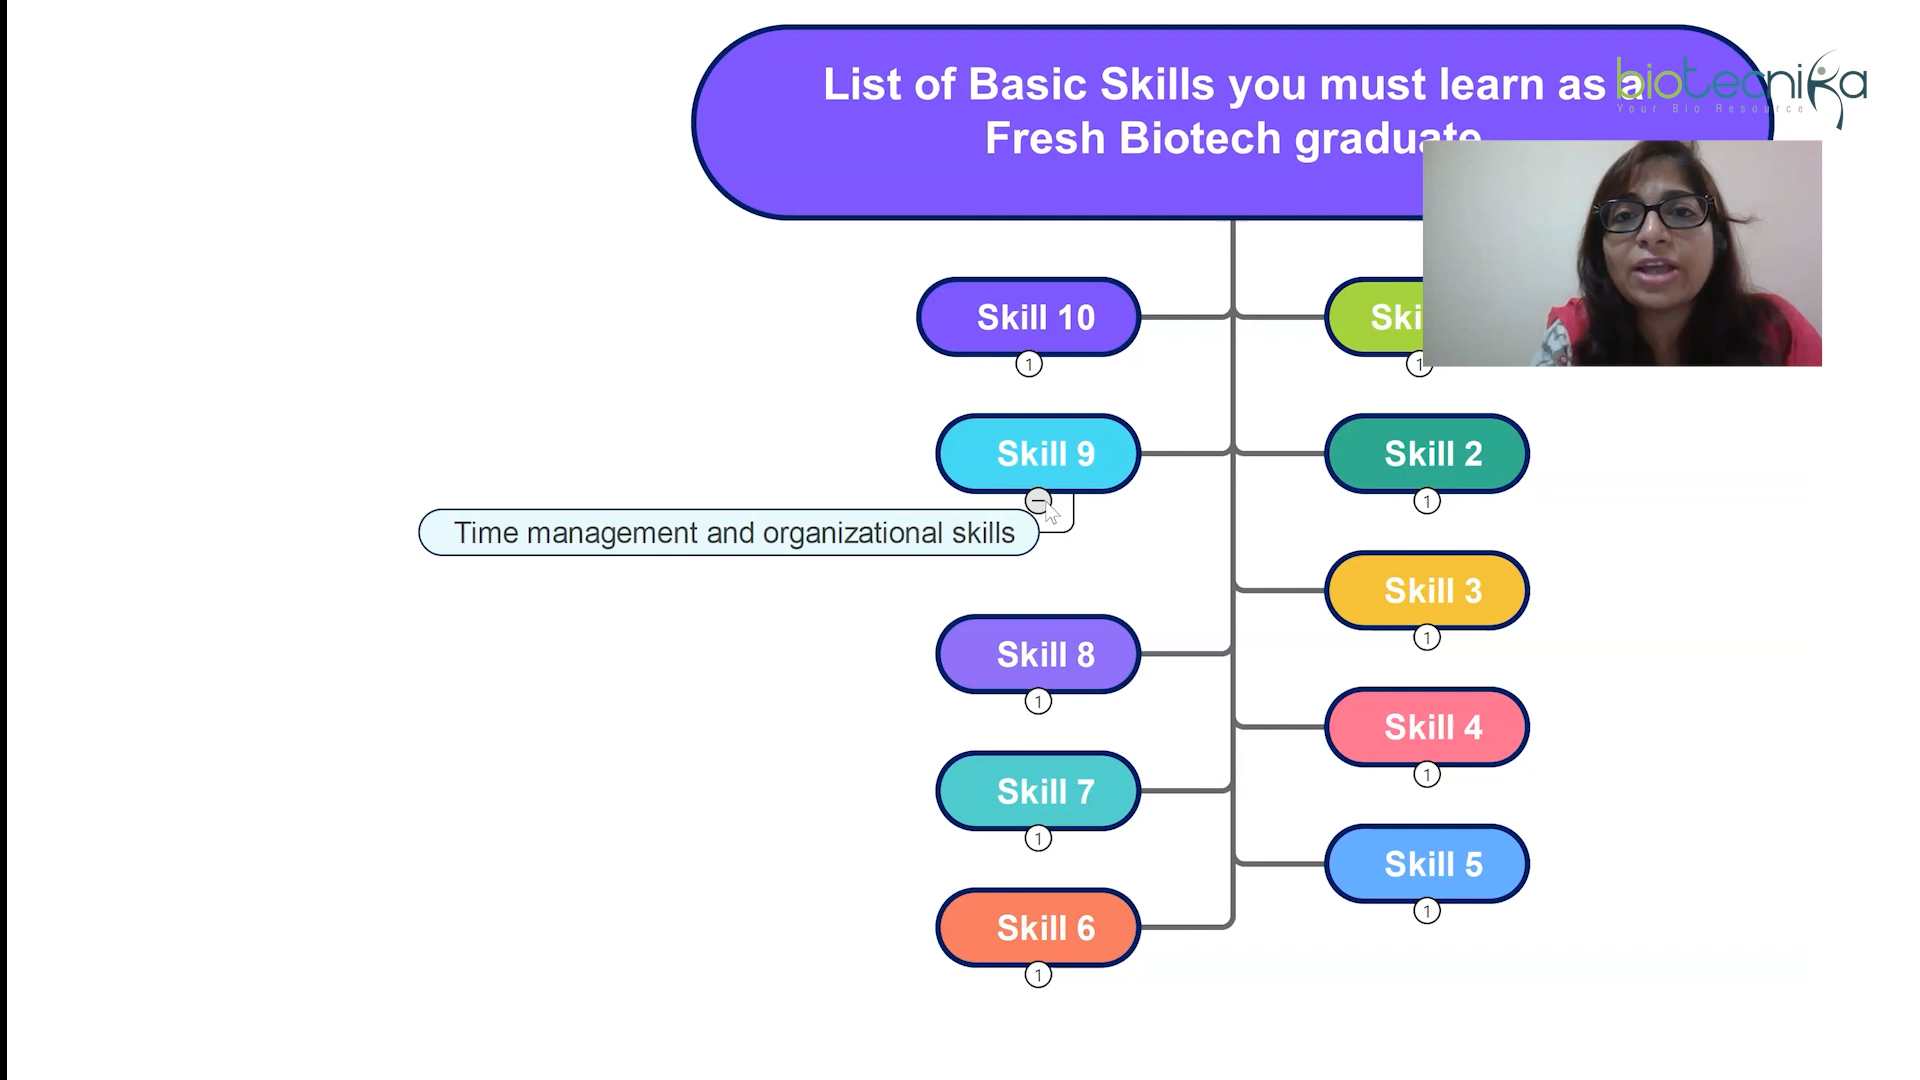 List of Basic Skills you must learn as a
Fresh Biotech graduate
biotecnika
Your Bio Resource
Skill 10
1
Ski
1
Skill 9
Skill 2
1
Time management and organizational skills
Skill 3
1
Skill 8
1
Skill 4
1
Skill 7
1
Skill 5
1
Skill 6
1